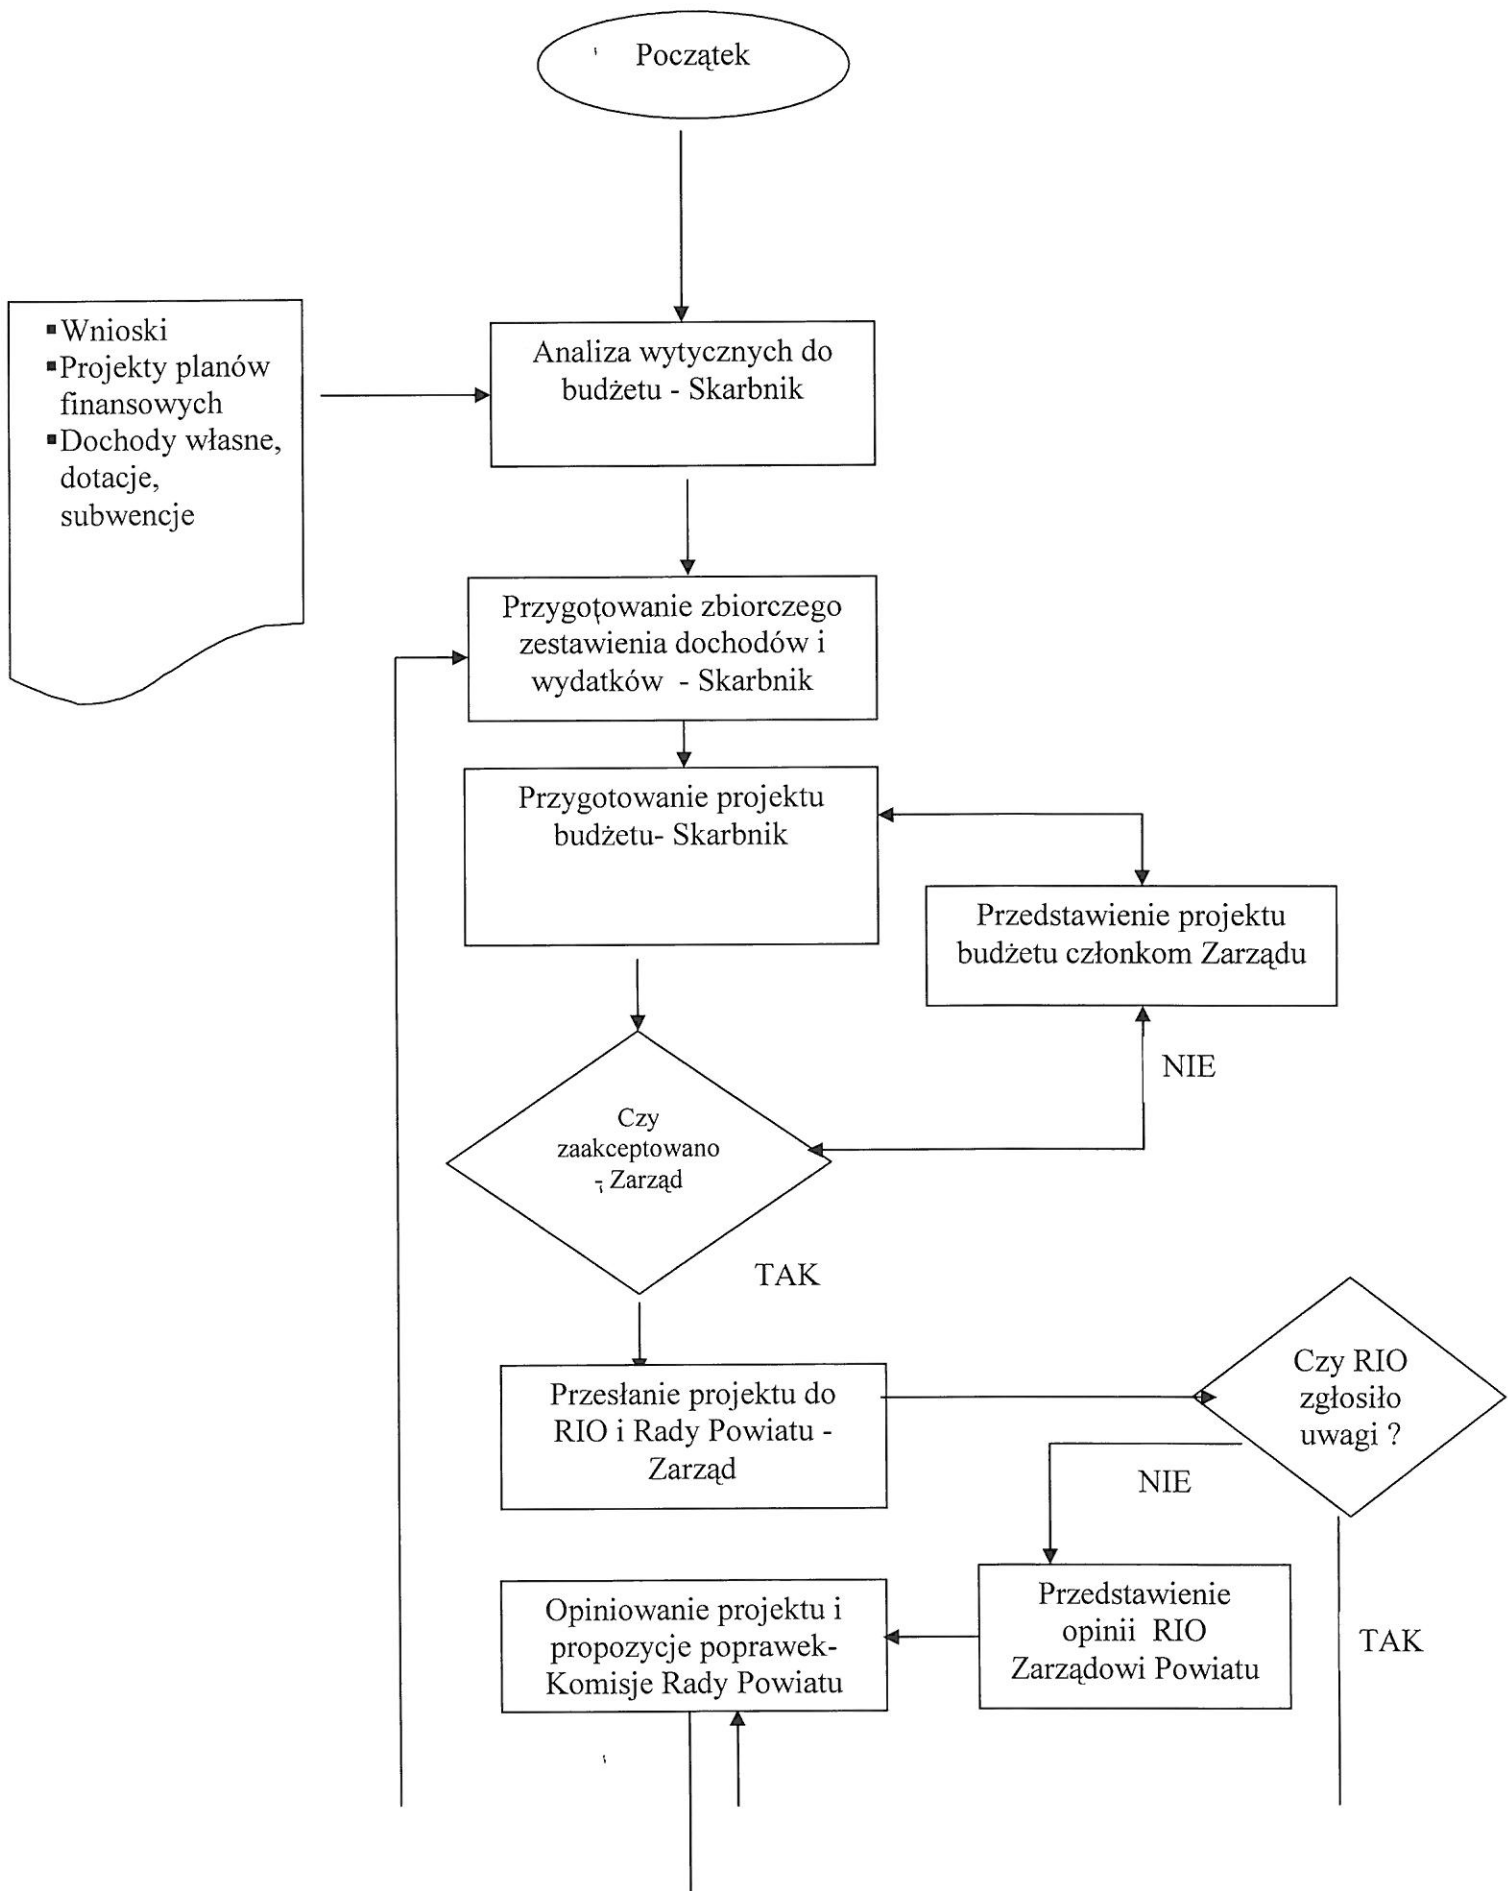 Początek
▪Wnioski
▪Projekty planów
finansowych
▪Dochody własne,
dotacje,
subwencje
Analiza wytycznych do
budżetu - Skarbnik
Przygotowanie zbiorczego
zestawienia dochodów i
wydatków - Skarbnik
Przygotowanie projektu
budżetu- Skarbnik
Przedstawienie projektu
budżetu członkom Zarządu
NIE
Czy
zaakceptowano
- Zarząd
TAK
Przesłanie projektu do
RIO i Rady Powiatu -
Zarząd
Czy RIO
zgłosiło
uwagi ?
NIE
TAK
Przedstawienie
opinii RIO
Zarządowi Powiatu
Opiniowanie projektu i
propozycje poprawek-
Komisje Rady Powiatu